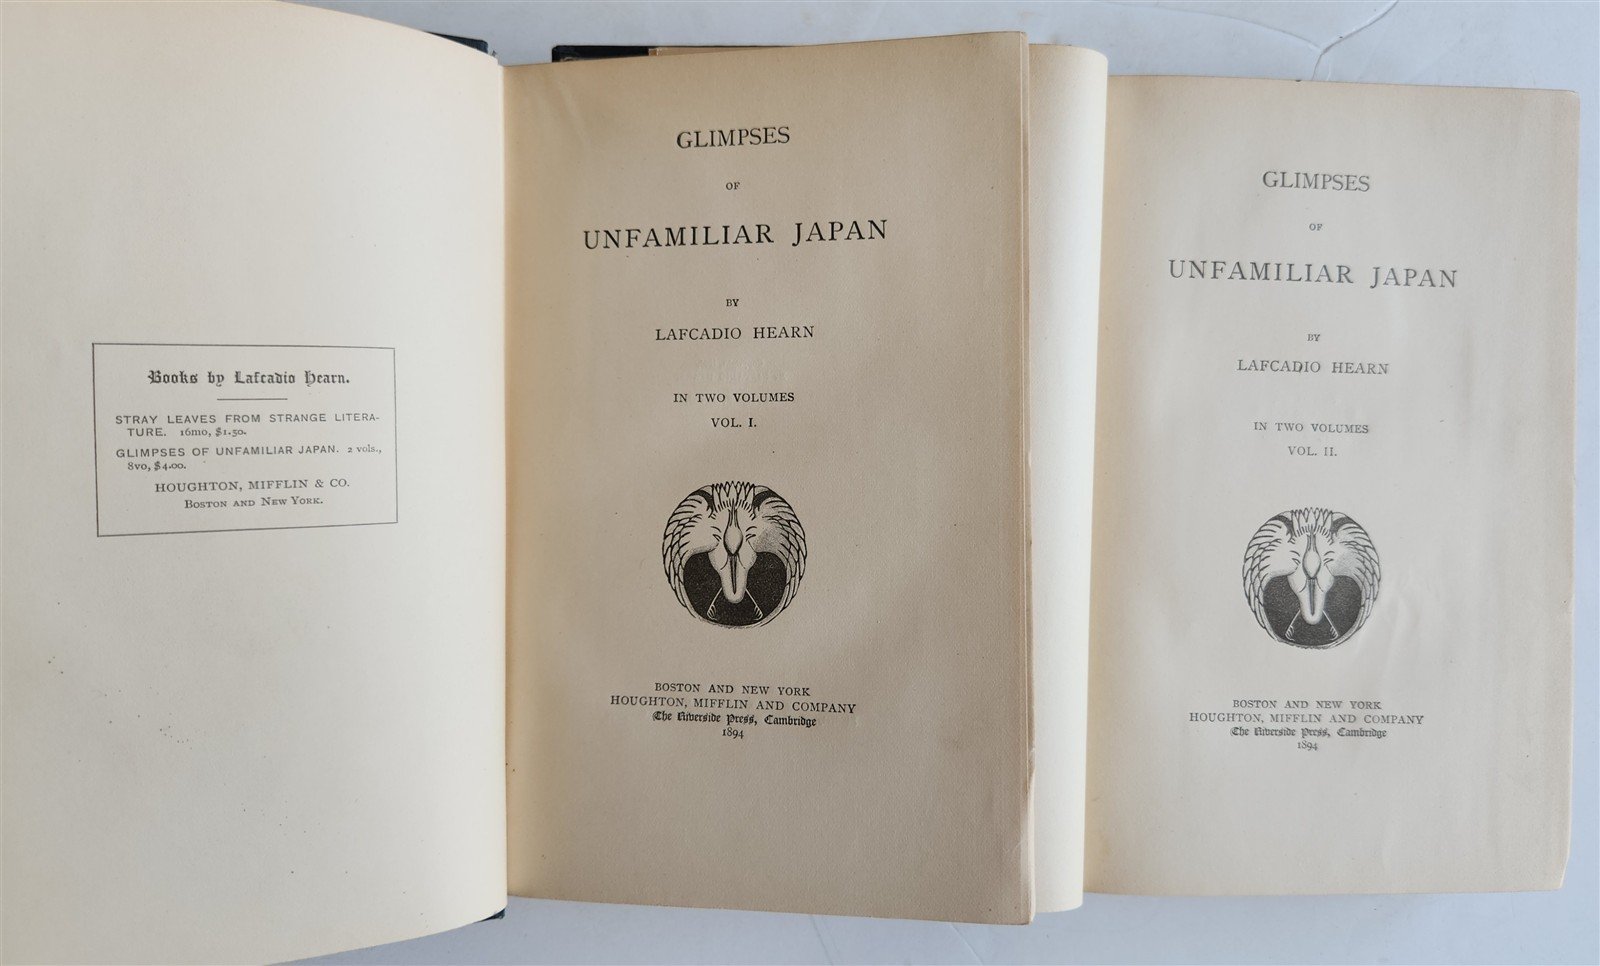 Books by Lafcadio Hearn.
STRAY LEAVES FROM STRANGE LITERA-
TURE. 16mo, $1.50.
GLIMPSES OF UNFAMILIAR JAPAN. 2 vols.,
8vo, $4.00.
HOUGHTON, MIFFLIN & CO.
BOSTON AND NEW YORK.
GLIMPSES
OF
UNFAMILIAR JAPAN
BY
LAFCADIO HEARN
IN TWO VOLUMES
VOL. I.
BOSTON AND NEW YORK
HOUGHTON, MIFFLIN AND COMPANY
The Riverside Press, Cambridge
1894
GLIMPSES
OF
UNFAMILIAR JAPAN
BY
LAFCADIO HEARN
IN TWO VOLUMES
VOL. II.
BOSTON AND NEW YORK
HOUGHTON, MIFFLIN AND COMPANY
The Riverside Press, Cambridge
1894